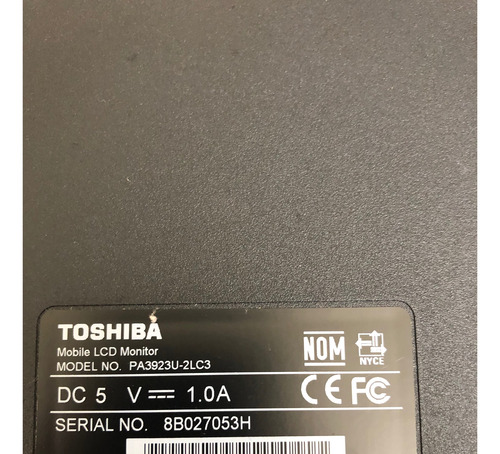 TOSHIBA
Mobile LCD Monitor
MODEL NO. PA3923U-2LC3
NOM NYCE
DC 5 V ⎓ 1.0A
CE FC
SERIAL NO. 8B027053H